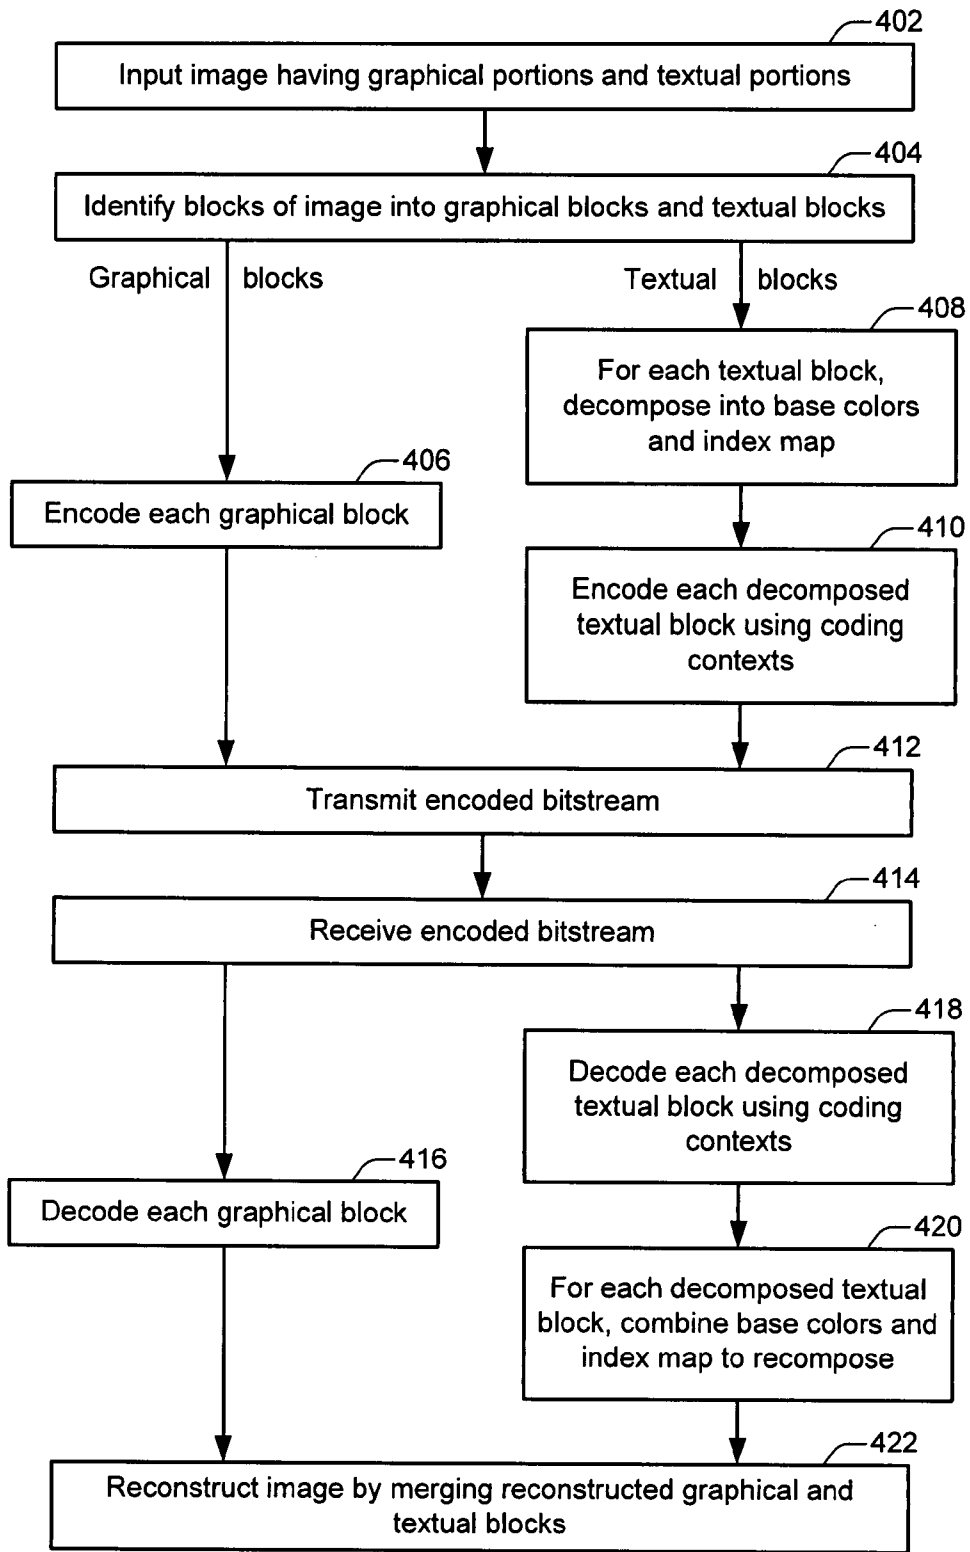 402
Input image having graphical portions and textual portions
404
Identify blocks of image into graphical blocks and textual blocks
Graphical blocks
Textual blocks
408
For each textual block,
decompose into base colors
and index map
406
Encode each graphical block
410
Encode each decomposed
textual block using coding
contexts
412
Transmit encoded bitstream
414
Receive encoded bitstream
418
Decode each decomposed
textual block using coding
contexts
416
Decode each graphical block
420
For each decomposed textual
block, combine base colors and
index map to recompose
422
Reconstruct image by merging reconstructed graphical and
textual blocks